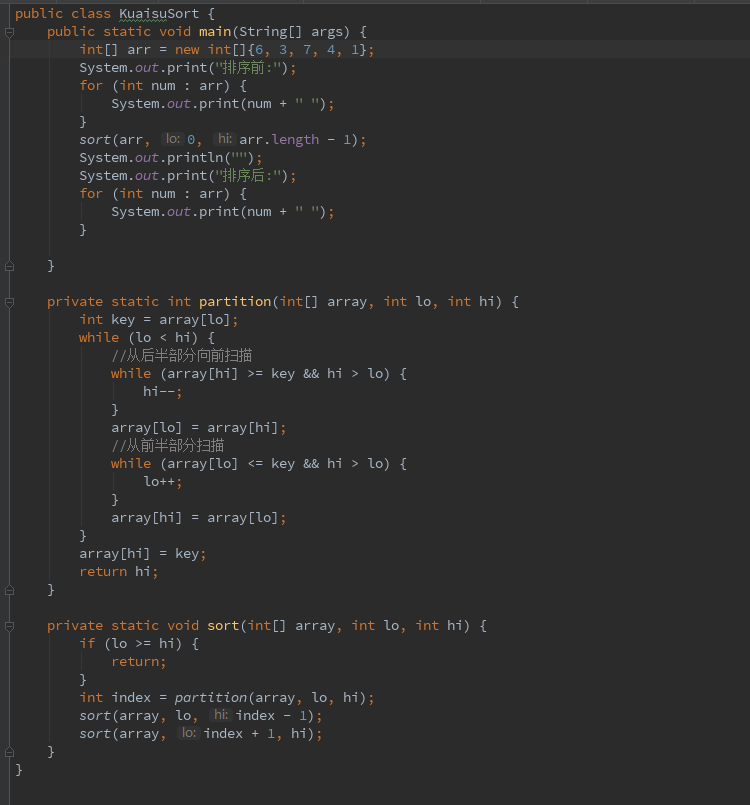 public class KuaisuSort {
    public static void main(String[] args) {
        int[] arr = new int[]{6, 3, 7, 4, 1};
        System.out.print("排序前:");
        for (int num : arr) {
            System.out.print(num + " ");
        }
        sort(arr, lo: 0, hi: arr.length - 1);
        System.out.println("");
        System.out.print("排序后:");
        for (int num : arr) {
            System.out.print(num + " ");
        }

    }

    private static int partition(int[] array, int lo, int hi) {
        int key = array[lo];
        while (lo < hi) {
            //从后半部分向前扫描
            while (array[hi] >= key && hi > lo) {
                hi--;
            }
            array[lo] = array[hi];
            //从前半部分扫描
            while (array[lo] <= key && hi > lo) {
                lo++;
            }
            array[hi] = array[lo];
        }
        array[hi] = key;
        return hi;
    }

    private static void sort(int[] array, int lo, int hi) {
        if (lo >= hi) {
            return;
        }
        int index = partition(array, lo, hi);
        sort(array, lo, hi: index - 1);
        sort(array, lo: index + 1, hi);
    }
}